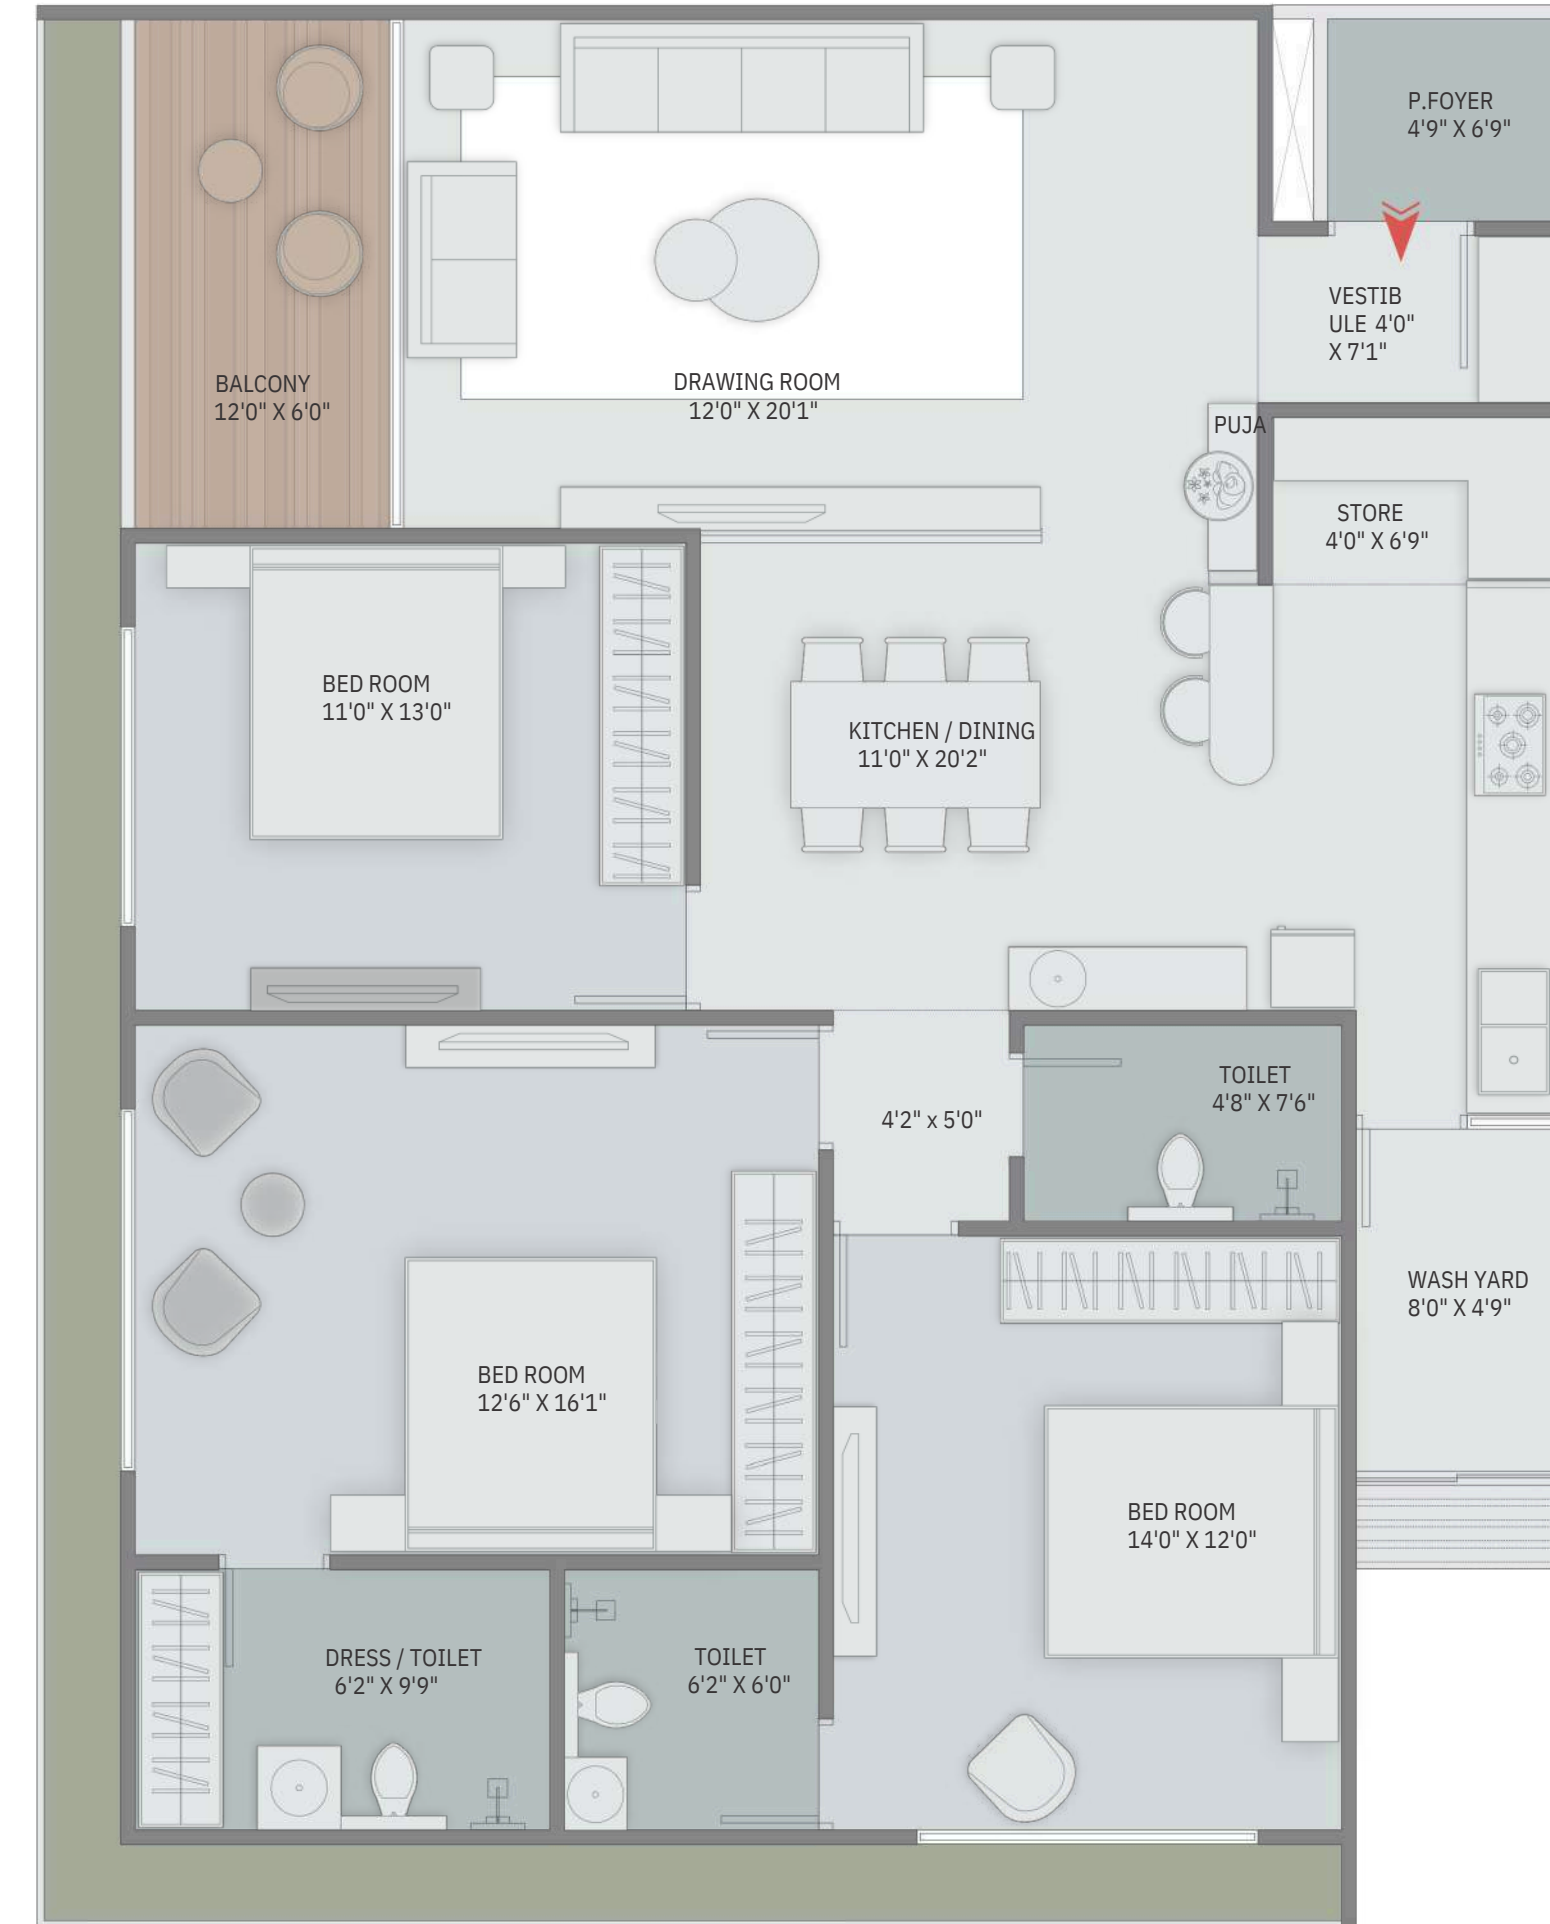 P.FOYER
4'9" X 6'9"
VESTIB
ULE 4'0"
X 7'1"
BALCONY
12'0" X 6'0"
DRAWING ROOM
12'0" X 20'1"
PUJA
STORE
4'0" X 6'9"
BED ROOM
11'0" X 13'0"
KITCHEN / DINING
11'0" X 20'2"
TOILET
4'8" X 7'6"
4'2" x 5'0"
WASH YARD
8'0" X 4'9"
BED ROOM
12'6" X 16'1"
BED ROOM
14'0" X 12'0"
DRESS / TOILET
6'2" X 9'9"
TOILET
6'2" X 6'0"